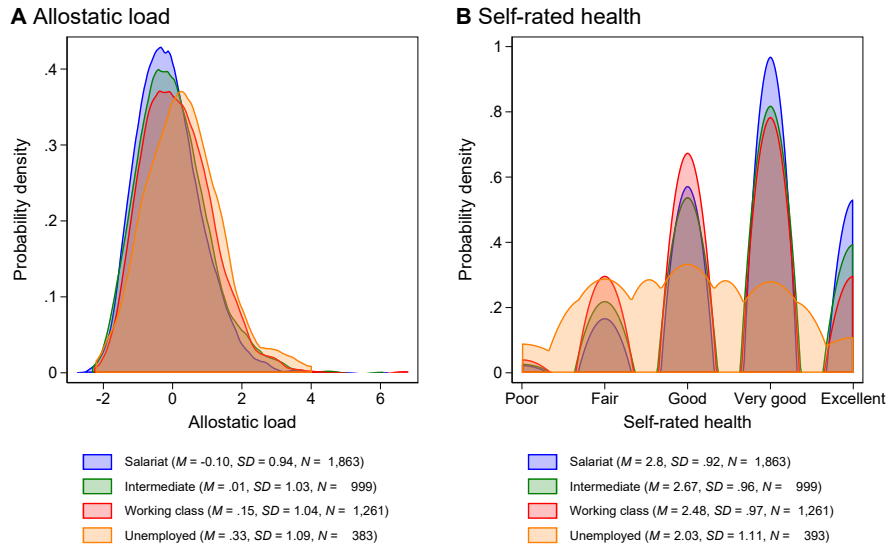 A Allostatic load
Probability density
.4
.3
.2
.1
0
-2
0
2
4
6
Allostatic load
Salariat (M = -0.10, SD = 0.94, N = 1,863)
Intermediate (M = .01, SD = 1.03, N = 999)
Working class (M = .15, SD = 1.04, N = 1,261)
Unemployed (M = .33, SD = 1.09, N = 383)
B Self-rated health
Probability density
1
.8
.6
.4
.2
0
Poor
Fair
Good
Very good
Excellent
Self-rated health
Salariat (M = 2.8, SD = .92, N = 1,863)
Intermediate (M = 2.67, SD = .96, N = 999)
Working class (M = 2.48, SD = .97, N = 1,261)
Unemployed (M = 2.03, SD = 1.11, N = 393)